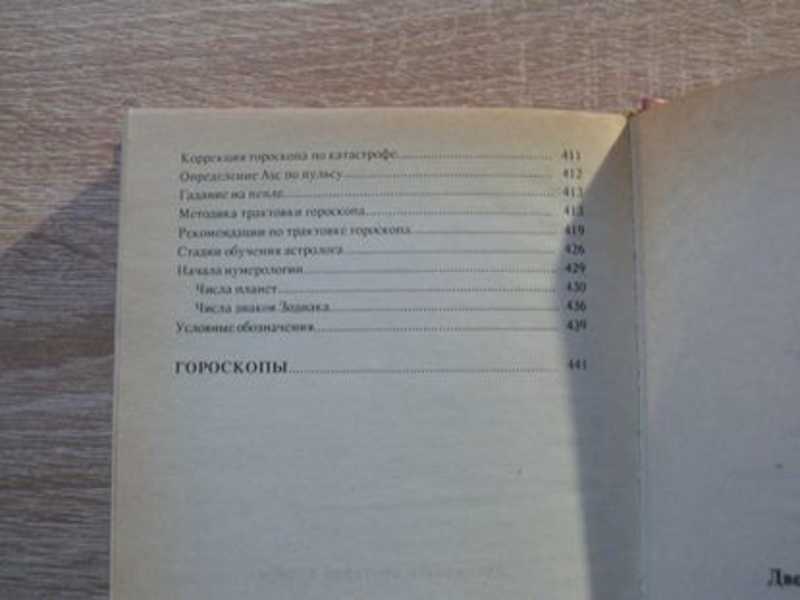 Коррекция гороскопа по катастрофе 411
Определение Аис по пульсу 412
Гадание на пепле 413
Методика трактовки гороскопа 413
Рекомендации по трактовке гороскопа 419
Стадии обучения астролога 426
Начала нумерологии 429
Числа планет 430
Числа знаков Зодиака 436
Условные обозначения 439
ГОРОСКОПЫ 441